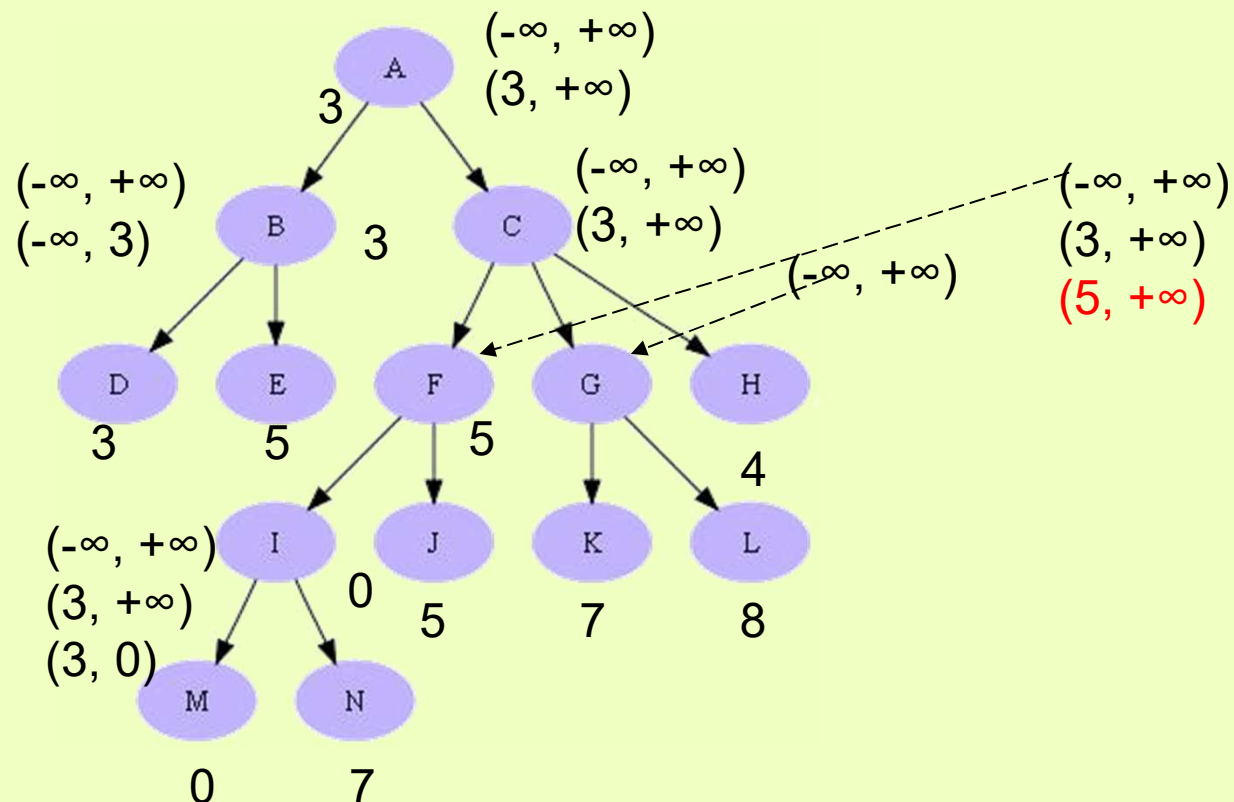 A
(-∞, +∞)
(3, +∞)
3
(-∞, +∞)
(-∞, 3)
B
3
C
(-∞, +∞)
(3, +∞)
(-∞, +∞)
(-∞, +∞)
(3, +∞)
(5, +∞)
D
E
F
G
H
3
5
5
4
(-∞, +∞)
(3, +∞)
(3, 0)
I
J
K
L
0
5
7
8
M
N
0
7